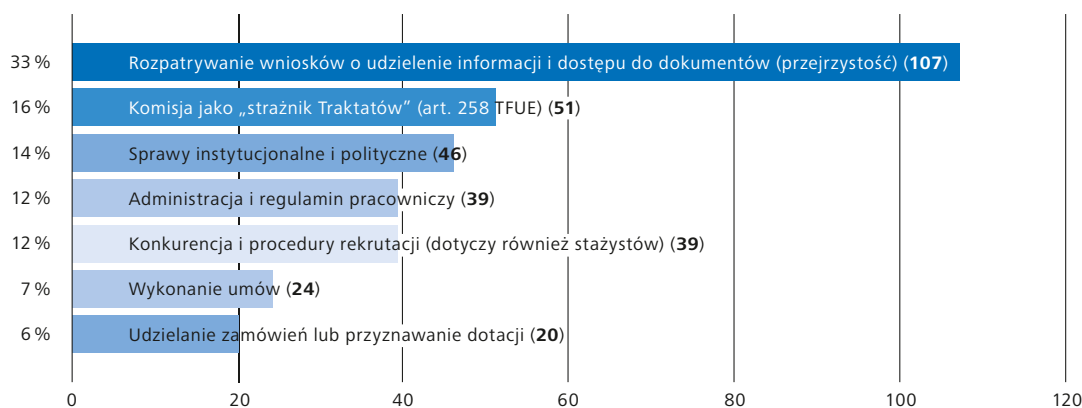 33 % Rozpatrywanie wniosków o udzielenie informacji i dostępu do dokumentów (przejrzystość) (107)
16 % Komisja jako „strażnik Traktatów” (art. 258 TFUE) (51)
14 % Sprawy instytucjonalne i polityczne (46)
12 % Administracja i regulamin pracowniczy (39)
12 % Konkurencja i procedury rekrutacji (dotyczy również stażystów) (39)
7 % Wykonanie umów (24)
6 % Udzielanie zamówień lub przyznawanie dotacji (20)
0 20 40 60 80 100 120